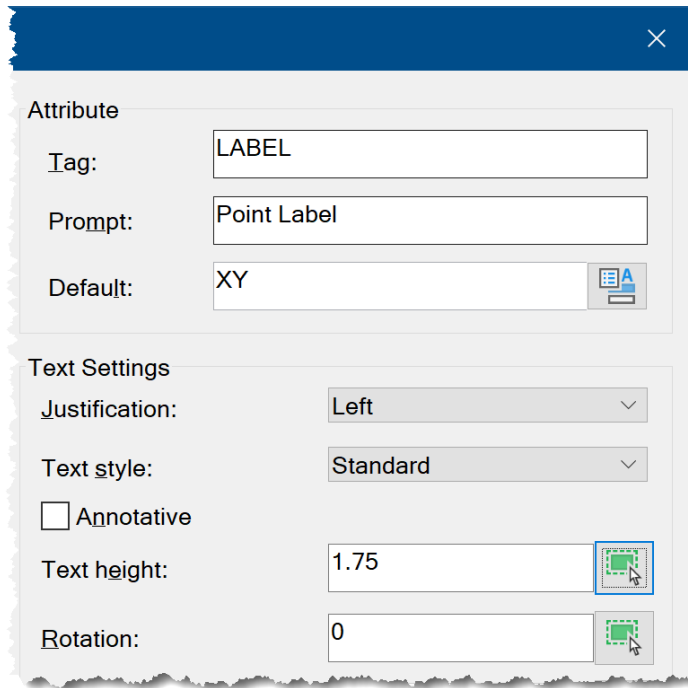 Attribute
Tag: LABEL
Prompt: Point Label
Default: XY
Text Settings
Justification: Left
Text style: Standard
Annotative
Text height: 1.75
Rotation: 0